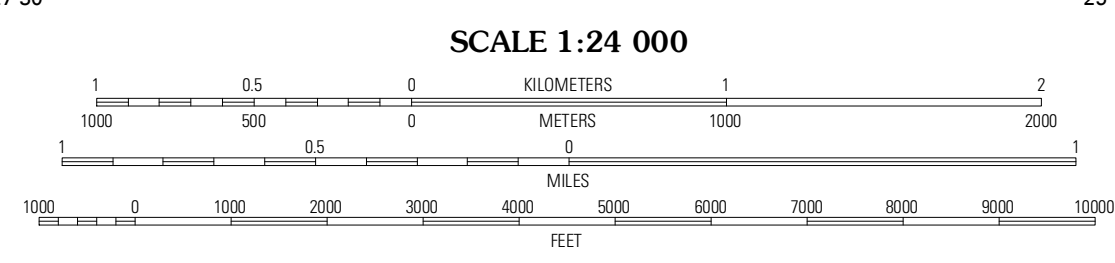 SCALE 1:24 000
1 0.5 0 KILOMETERS 1 2
1000 500 0 METERS 1000 2000
1 0.5 0 1
MILES
1000 0 1000 2000 3000 4000 5000 6000 7000 8000 9000 10000
FEET